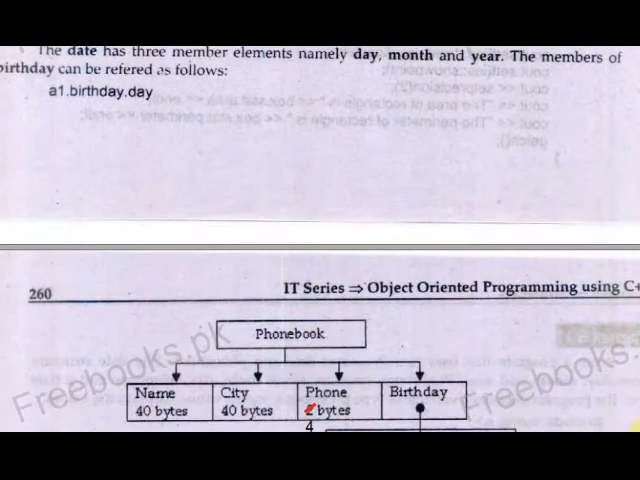 The date has three member elements namely day, month and year. The members of
birthday can be refered as follows:
a1.birthday.day
260
IT Series ⇒ Object Oriented Programming using C+
Phonebook
Name
40 bytes
City
40 bytes
Phone
bytes
4
Birthday
Freebooks.pk
Freebooks.